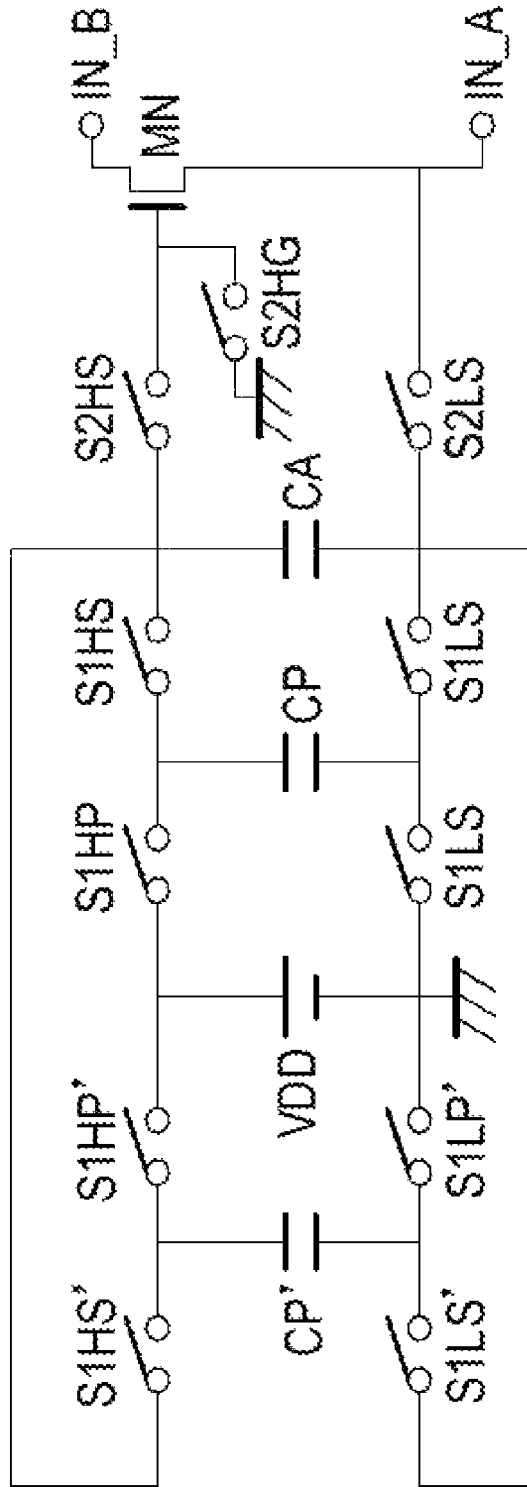 S1HS'
S1HP'
S1HP
S1HS
S2HS
MN
IN_B
S2HG
CP'
VDD
CP
CA
S1LS'
S1LP'
S1LS
S1LS
S2LS
IN_A